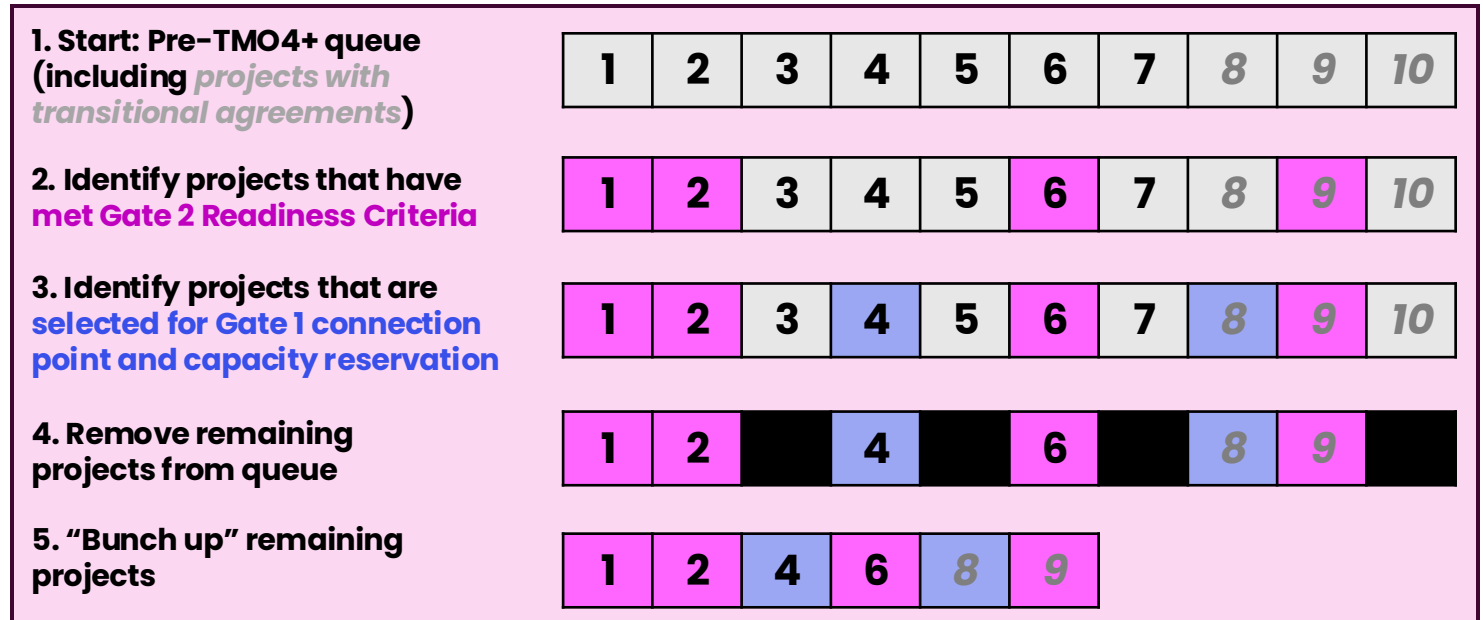 1. Start: Pre-TMO4+ queue
(including projects with
transitional agreements)
1 2 3 4 5 6 7 8 9 10
2. Identify projects that have
met Gate 2 Readiness Criteria
1 2 3 4 5 6 7 8 9 10
3. Identify projects that are
selected for Gate 1 connection
point and capacity reservation
1 2 3 4 5 6 7 8 9 10
4. Remove remaining
projects from queue
1 2 4 6 8 9
5. “Bunch up” remaining
projects
1 2 4 6 8 9